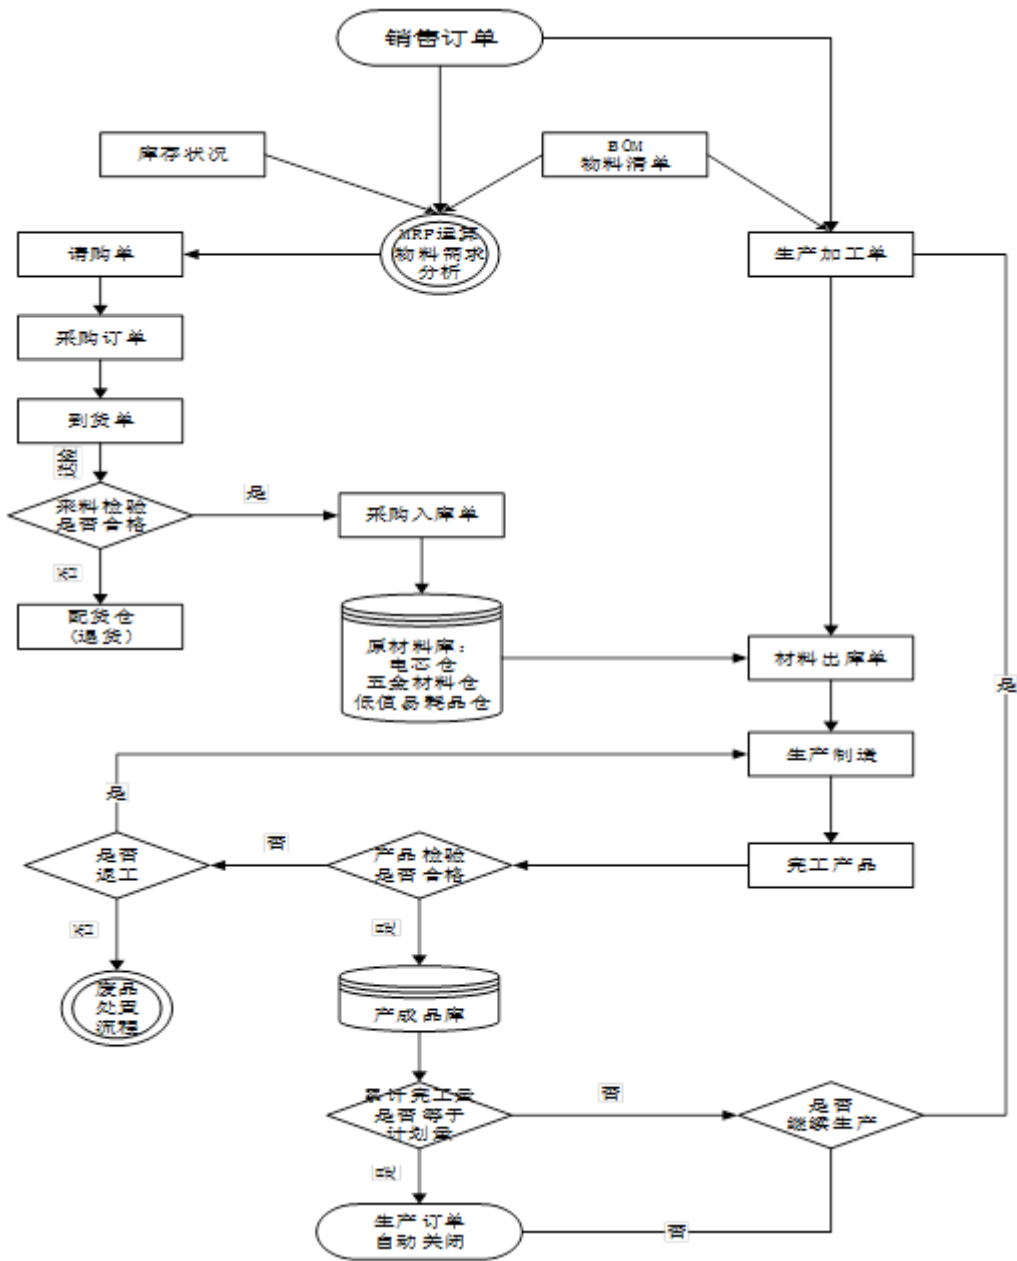 销售订单
库存状况
BOM
物料清单
MRP运算
物料需求
分析
请购单
生产加工单
采购订单
到货单
送检
来料检验
是否合格
是
采购入库单
否
配货仓
(退货)
原材料库:
电芯仓
五金材料仓
低值易耗品仓
材料出库单
是
生产制造
是
是否
返工
否
产品检验
是否合格
完工产品
否
是
废品
处置
流程
产成品库
累计完工量
是否等于
计划量
否
是否
继续生产
是
生产订单
自动关闭
否